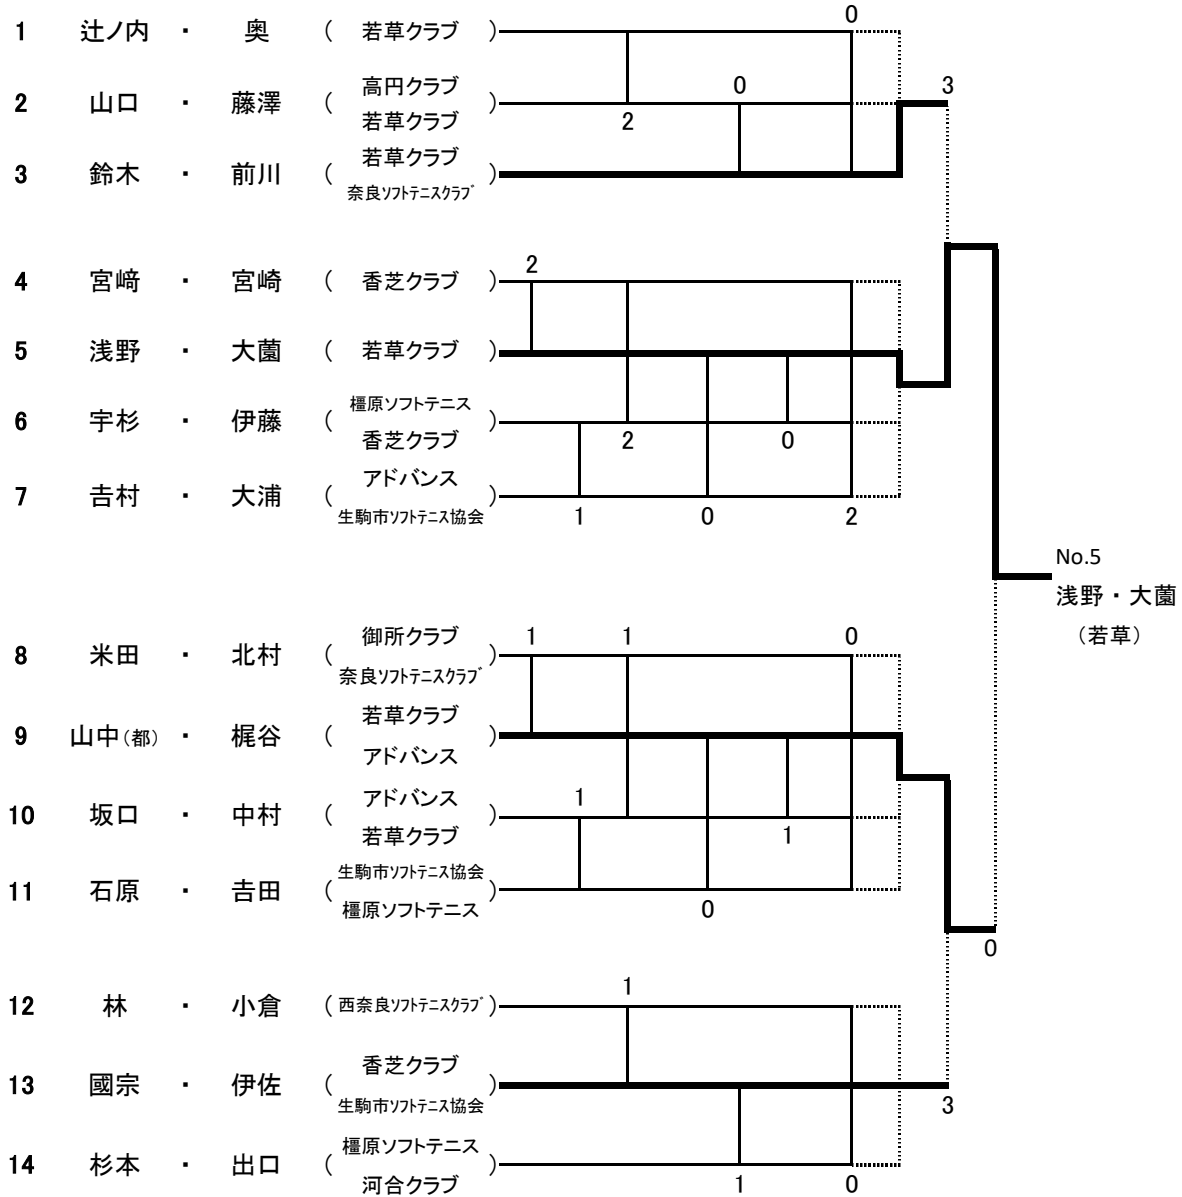 0
1 辻ノ内 ・ 奥 ( 若草クラブ )
高円クラブ 0 3
2 山口 ・ 藤澤 ( )
若草クラブ 2
若草クラブ
3 鈴木 ・ 前川 ( )
奈良ソフトテニスクラブ
2
4 宮﨑 ・ 宮崎 ( 香芝クラブ )
5 浅野 ・ 大薗 ( 若草クラブ )
橿原ソフトテニス
6 宇杉 ・ 伊藤 ( )
香芝クラブ 2 0
アドバンス
7 𠮷村 ・ 大浦 ( )
生駒市ソフトテニス協会 1 0 2
No.5
浅野・大薗
（若草）
御所クラブ 1 1 0
8 米田 ・ 北村 ( )
奈良ソフトテニスクラブ
若草クラブ
9 山中（都） ・ 梶谷 ( )
アドバンス
アドバンス 1
10 坂口 ・ 中村 ( )
若草クラブ 1
生駒市ソフトテニス協会
11 石原 ・ 𠮷田 ( )
橿原ソフトテニス 0
0
1
12 林 ・ 小倉 ( 西奈良ソフトテニスクラブ )
香芝クラブ
13 國宗 ・ 伊佐 ( )
生駒市ソフトテニス協会 3
橿原ソフトテニス
14 杉本 ・ 出口 ( )
河合クラブ 1 0